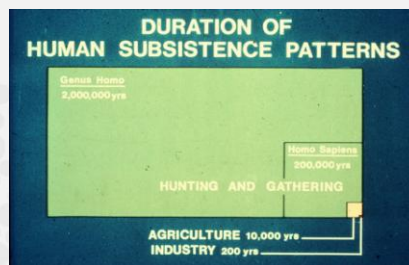 DURATION OF
HUMAN SUBSISTENCE PATTERNS
Genus Homo
2,000,000 yrs
Homo Sapiens
200,000 yrs
HUNTING AND GATHERING
AGRICULTURE 10,000 yrs
INDUSTRY 200 yrs